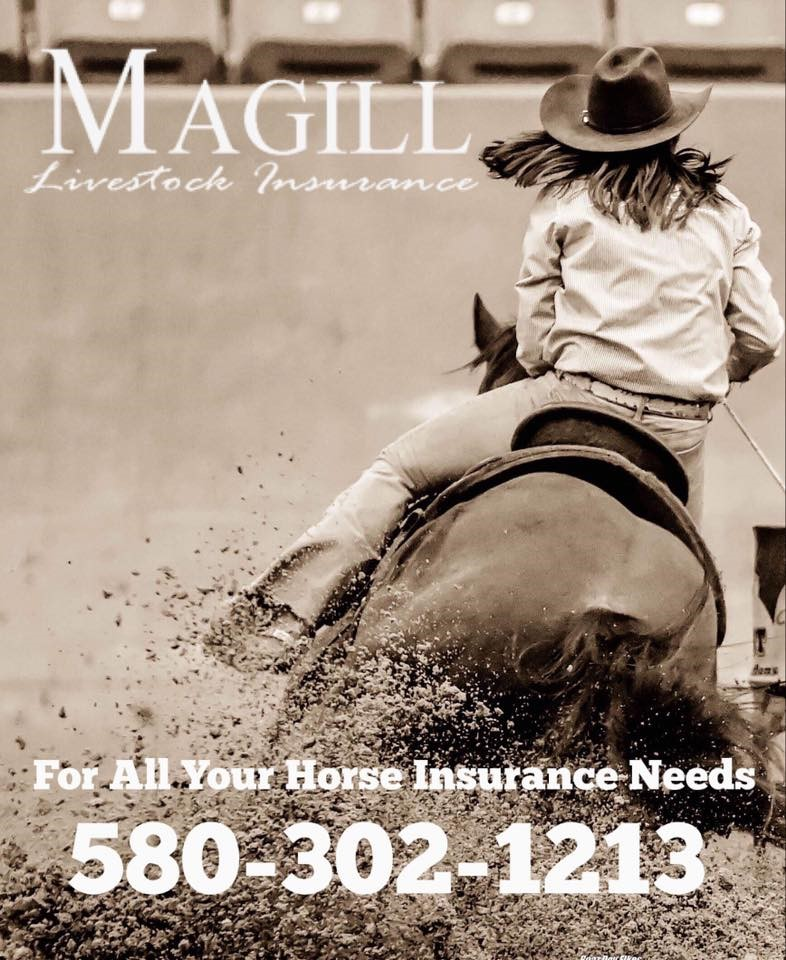 MAGILL
Livestock Insurance
For All Your Horse Insurance Needs
580-302-1213